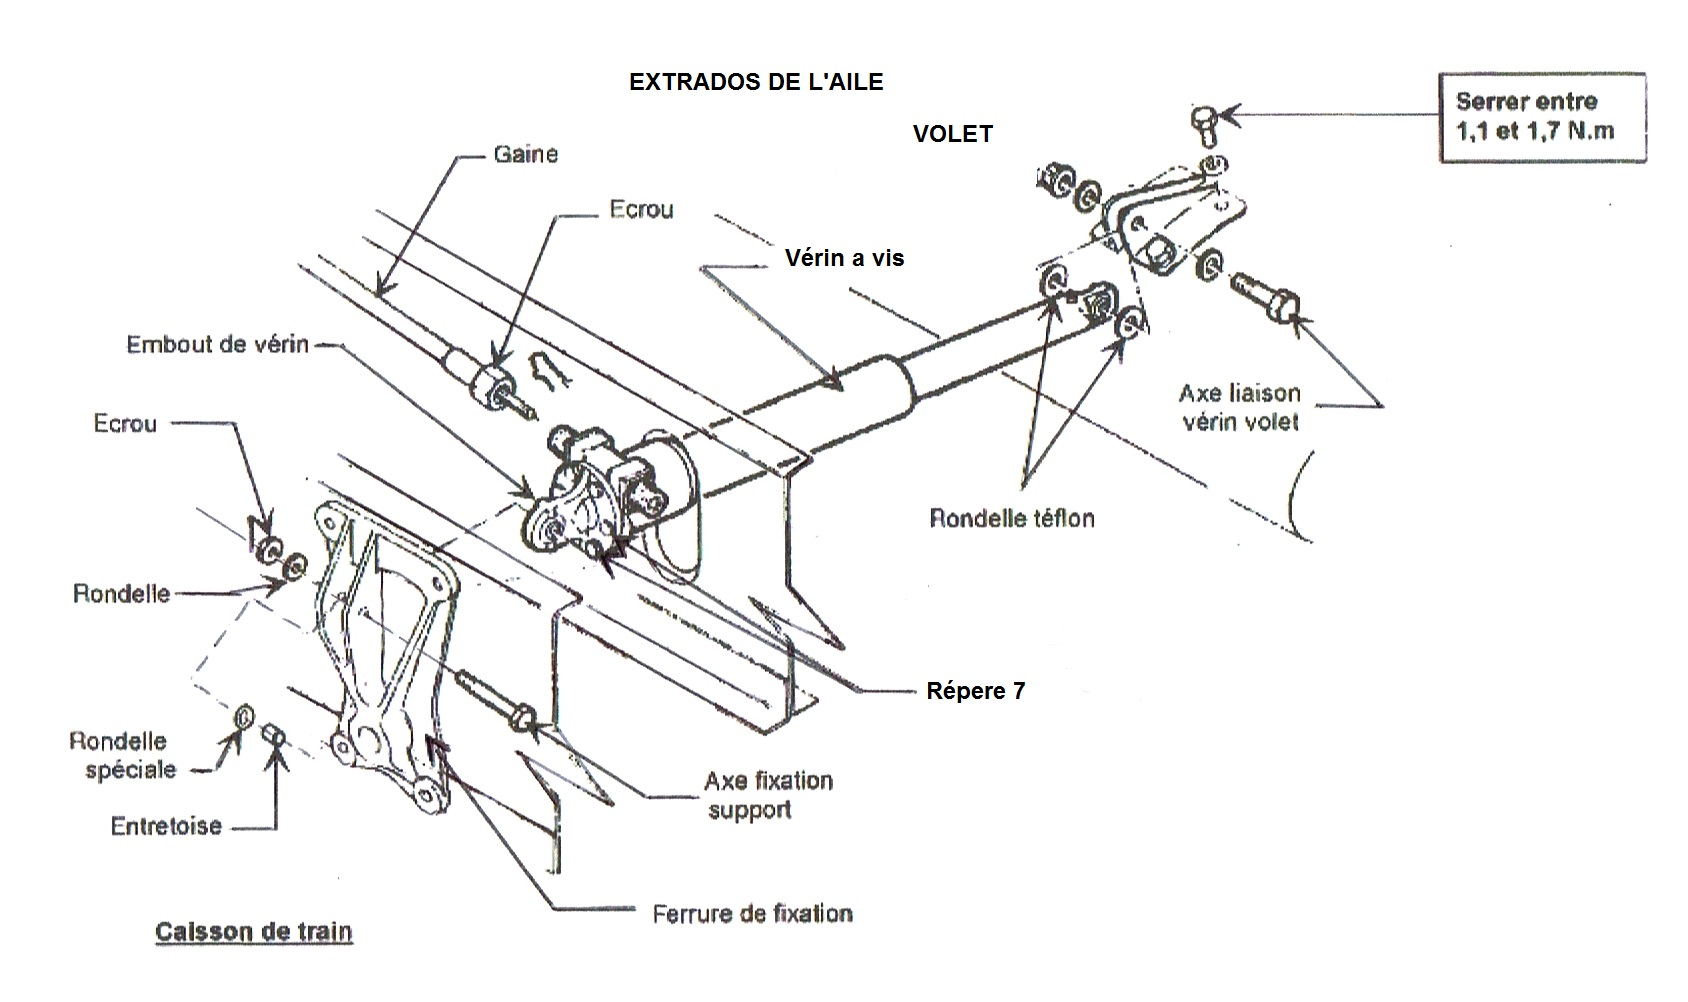 EXTRADOS DE L'AILE
VOLET
Serrer entre
1,1 et 1,7 N.m
Gaine
Ecrou
Vérin a vis
Embout de vérin
Axe liaison
vérin volet
Ecrou
Rondelle téflon
Rondelle
Répere 7
Rondelle
spéciale
Axe fixation
support
Entretoise
Ferrure de fixation
Caisson de train